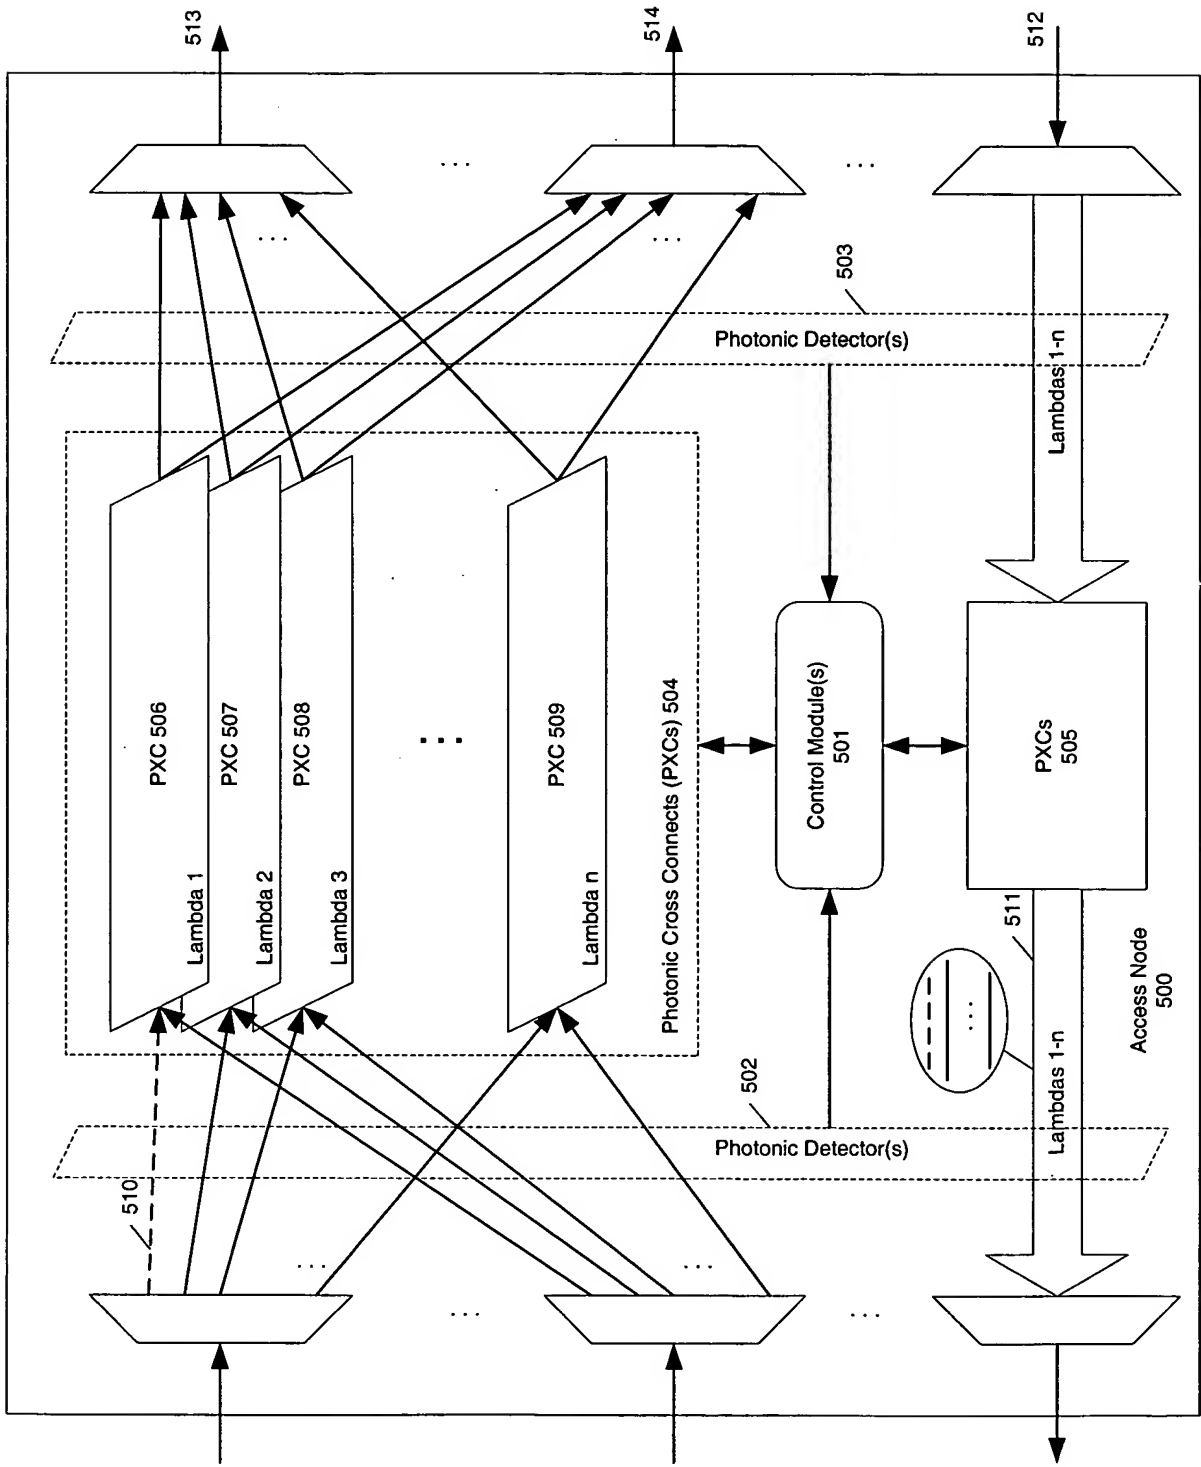 513
514
512
503
Photonic Detector(s)
Lambdas 1-n
PXC 506
PXC 507
PXC 508
. . .
PXC 509
Lambda 1
Lambda 2
Lambda 3
Lambda n
Photonic Cross Connects (PXCs) 504
Control Module(s)
501
PXCs
505
511
502
Photonic Detector(s)
Lambdas 1-n
510
Access Node
500